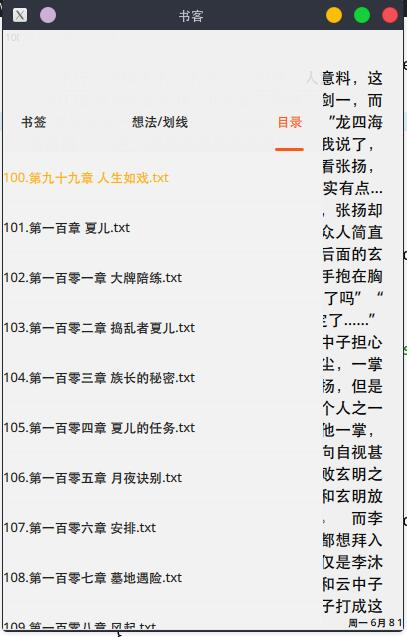 书客
人意料，这
剑一，而
书签 想法/划线 目录
”龙四海
我说了，
看张扬，
100.第九十九章 人生如戏.txt
实有点...
，张扬却
101.第一百章 夏儿.txt
众人简直
后面的玄
102.第一百零一章 大牌陪练.txt
手抱在胸
了吗” “
103.第一百零二章 捣乱者夏儿.txt
定了......”
中子担心
尘，一掌
104.第一百零三章 族长的秘密.txt
扬，但是
个人之一
105.第一百零四章 夏儿的任务.txt
他一掌，
向自视甚
106.第一百零五章 月夜诀别.txt
败玄明之
和玄明放
107.第一百零六章 安排.txt
。 而李
都想拜入
108.第一百零七章 墓地遇险.txt
仅是李沐
和云中子
109.第一百零八章 风起.txt
子打成这
周一 6月 8 1